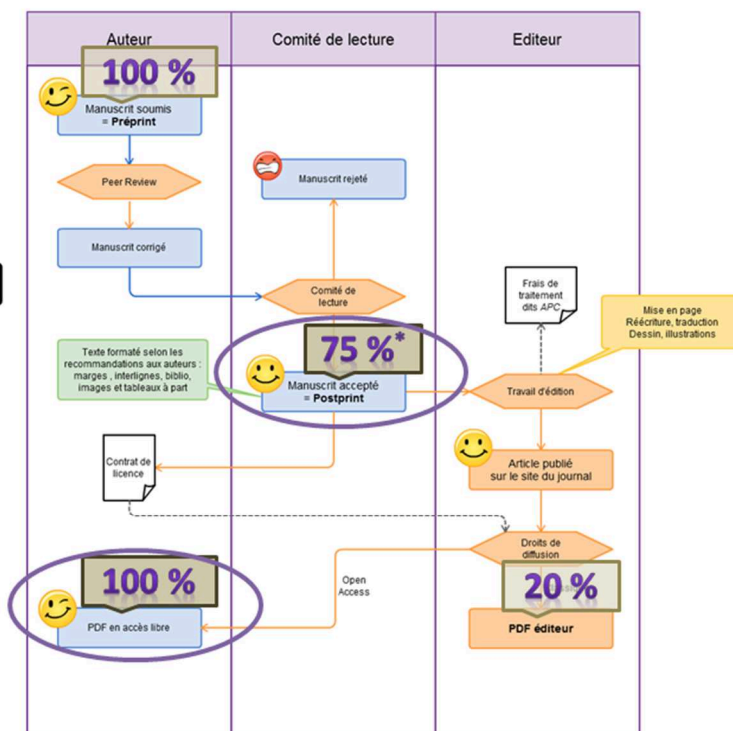 Auteur
Comité de lecture
Editeur
100 %
Manuscrit soumis
= Préprint
Peer Review
Manuscrit rejeté
Manuscrit corrigé
Comité de
lecture
Frais de
traitement
dits APC
Mise en page
Réécriture, traduction
Dessin, illustrations
75 %*
Texte formaté selon les
recommandations aux auteurs :
marges , interlignes, biblio,
images et tableaux à part
Manuscrit accepté
= Postprint
Travail d'édition
Contrat de
licence
Article publié
sur le site du journal
Droits de
diffusion
100 %
Open
Access
20 %
PDF en accès libre
PDF éditeur